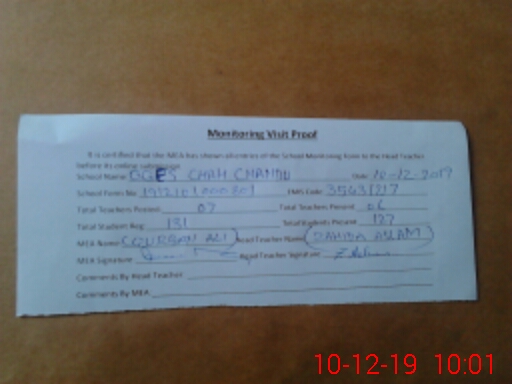 Monitoring Visit Proof
It is certified that the MEA has shown all entries of the School Monitoring Form to the Head Teacher
before its online submission
School Name GGES CHAH CHANDU Date 10-12-2019
School Form No EMIS Code
Total Teachers Posted: 07 Total Teachers Present 06
Total Student Reg: 131 Total Students Present 127
MEA Name QURBAN ALI Head Teacher Name ZAHIDA ASLAM
MEA Signature Head Teacher Signature
Comments By Head Teacher
Comments By MEA
10-12-19 10:01